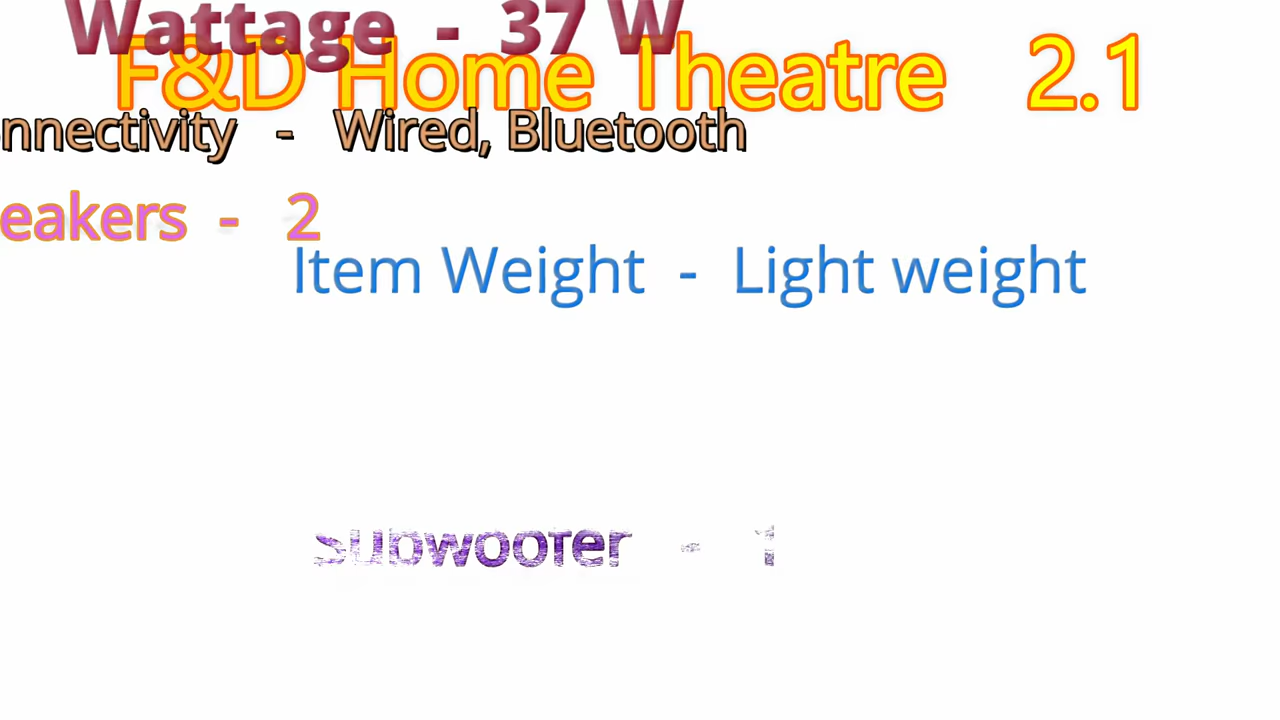 Wattage - 37 W
F&D Home Theatre 2.1
nnectivity - Wired, Bluetooth
eakers - 2
Item Weight - Light weight
Subwoofer - 1